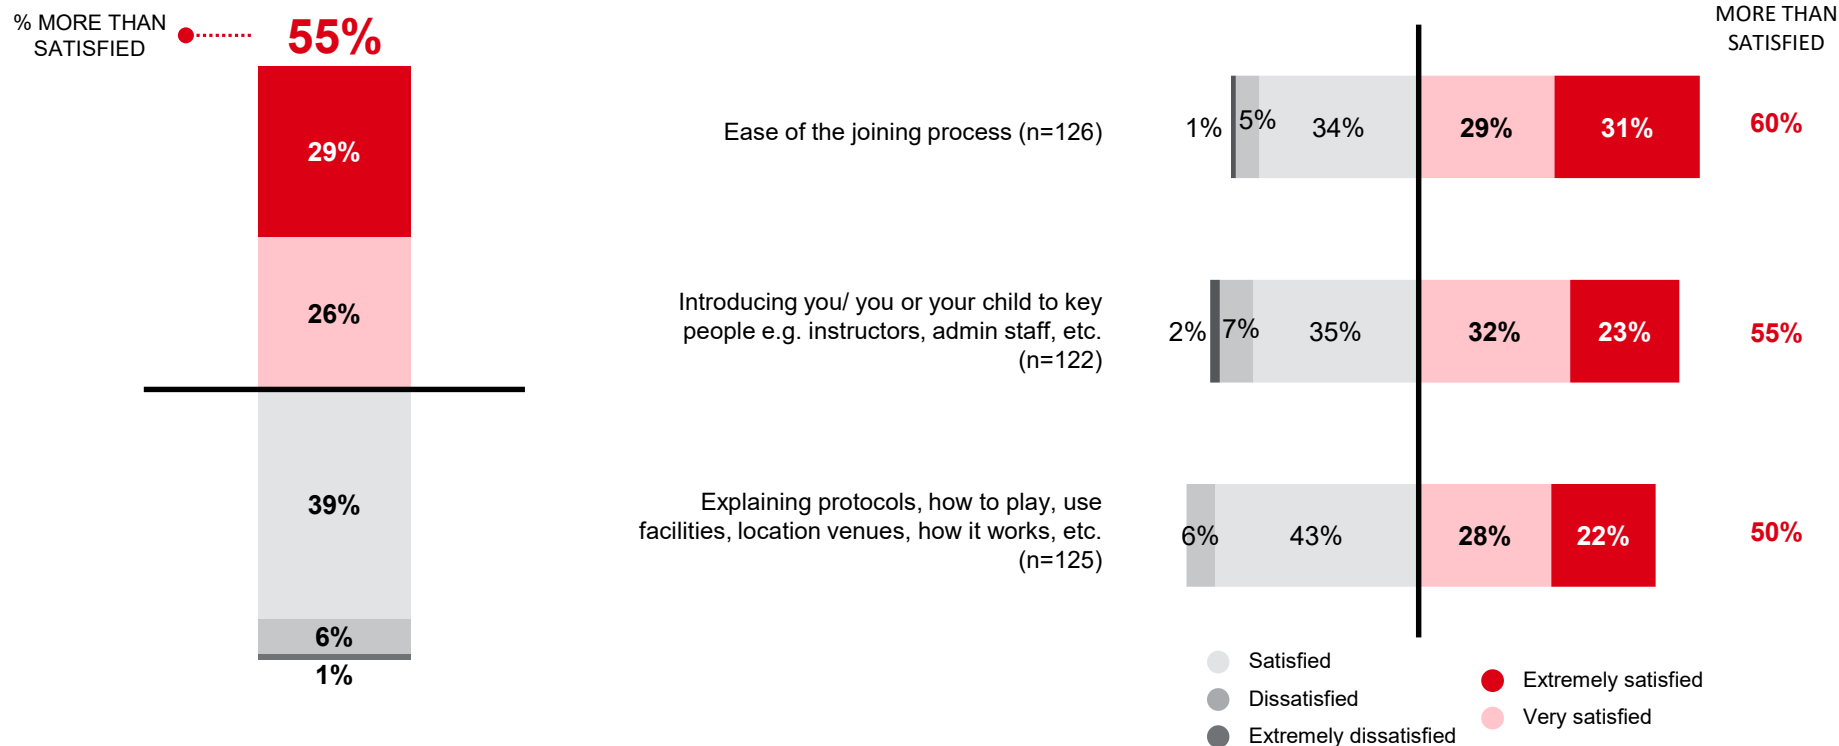 % MORE THAN
SATISFIED
55%
29%
26%
39%
6%
1%
MORE THAN
SATISFIED
Ease of the joining process (n=126)
1%
5%
34%
29%
31%
60%
Introducing you/ you or your child to key
people e.g. instructors, admin staff, etc.
(n=122)
2%
7%
35%
32%
23%
55%
Explaining protocols, how to play, use
facilities, location venues, how it works, etc.
(n=125)
6%
43%
28%
22%
50%
Satisfied
Dissatisfied
Extremely dissatisfied
Extremely satisfied
Very satisfied